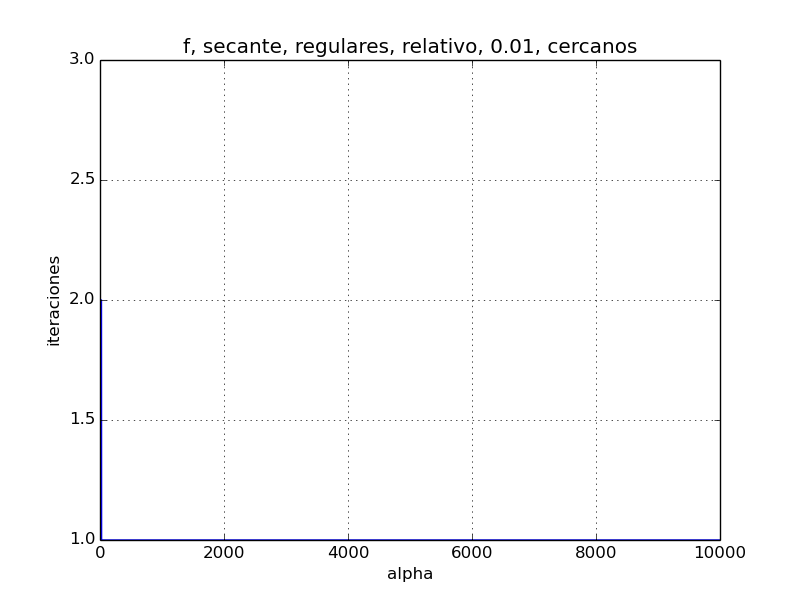 f, secante, regulares, relativo, 0.01, cercanos
3.0
2.5
2.0
1.5
1.0
iteraciones
0 2000 4000 6000 8000 10000
alpha